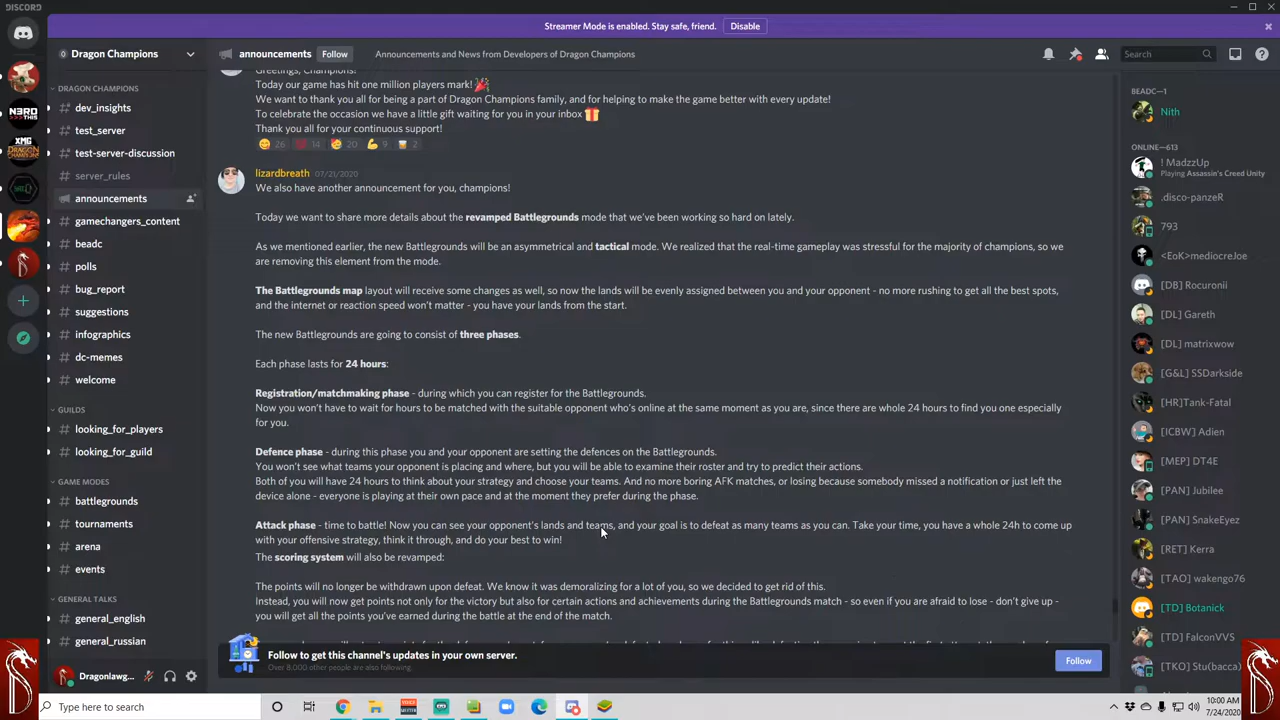 DISCORD
Streamer Mode is enabled. Stay safe, friend. Disable
Dragon Champions
announcements Follow Announcements and News from Developers of Dragon Champions Search
DRAGON CHAMPIONS
dev_insights
test_server
test-server-discussion
server_rules
announcements
gamechangers_content
beadc
polls
bug_report
suggestions
infographics
dc-memes
welcome
GUILDS
looking_for_players
looking_for_guild
GAME MODES
battlegrounds
tournaments
arena
events
GENERAL TALKS
general_english
general_russian
Dragonlawg...
Greetings, Champions!
Today our game has hit one million players mark!
We want to thank you all for being a part of Dragon Champions family, and for helping to make the game better with every update!
To celebrate the occasion we have a little gift waiting for you in your inbox
Thank you all for your continuous support!
26 14 20 9 2
lizardbreath 07/21/2020
We also have another announcement for you, champions!
Today we want to share more details about the revamped Battlegrounds mode that we've been working so hard on lately.
As we mentioned earlier, the new Battlegrounds will be an asymmetrical and tactical mode. We realized that the real-time gameplay was stressful for the majority of champions, so we
are removing this element from the mode.
The Battlegrounds map layout will receive some changes as well, so now the lands will be evenly assigned between you and your opponent - no more rushing to get all the best spots,
and the internet or reaction speed won't matter - you have your lands from the start.
The new Battlegrounds are going to consist of three phases.
Each phase lasts for 24 hours:
Registration/matchmaking phase - during which you can register for the Battlegrounds.
Now you won't have to wait for hours to be matched with the suitable opponent who's online at the same moment as you are, since there are whole 24 hours to find you one especially
for you.
Defence phase - during this phase you and your opponent are setting the defences on the Battlegrounds.
You won't see what teams your opponent is placing and where, but you will be able to examine their roster and try to predict their actions.
Both of you will have 24 hours to think about your strategy and choose your teams. And no more boring AFK matches, or losing because somebody missed a notification or just left the
device alone - everyone is playing at their own pace and at the moment they prefer during the phase.
Attack phase - time to battle! Now you can see your opponent's lands and teams, and your goal is to defeat as many teams as you can. Take your time, you have a whole 24h to come up
with your offensive strategy, think it through, and do your best to win!
The scoring system will also be revamped:
The points will no longer be withdrawn upon defeat. We know it was demoralizing for a lot of you, so we decided to get rid of this.
Instead, you will now get points not only for the victory but also for certain actions and achievements during the Battlegrounds match - so even if you are afraid to lose - don't give up -
you will get all the points you've earned during the battle at the end of the match.
Follow to get this channel's updates in your own server.
Over 8,000 other people are also following.
Follow
BEADC—1
Nith
ONLINE—613
! MadzzUp
Playing Assassin's Creed Unity
.disco-panzeR
793
<EoK>mediocreJoe
[DB] Rocuronii
[DL] Gareth
[DL] matrixwow
[G&L] SSDarkside
[HR]Tank-Fatal
[ICBW] Adien
[MEP] DT4E
[PAN] Jubilee
[PAN] SnakeEyez
[RET] Kerra
[TAO] wakengo76
[TD] Botanick
[TD] FalconVVS
[TKO] Stu(bacca)
Type here to search
10:00 AM
7/24/2020